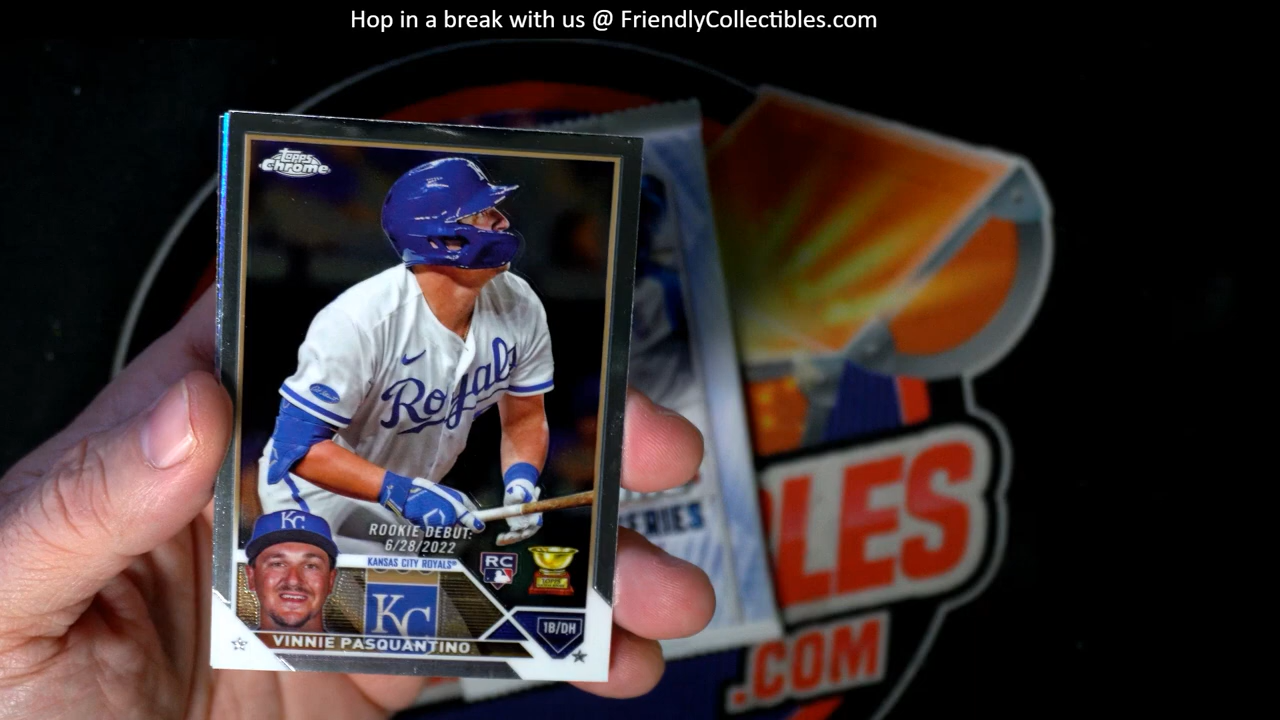 Hop in a break with us @ FriendlyCollectibles.com
Topps
Chrome
Royals
ROOKIE DEBUT:
6/28/2022
KANSAS CITY ROYALS®
RC
KC
KC
1B/DH
VINNIE PASQUANTINO
ERIES
LES
.COM